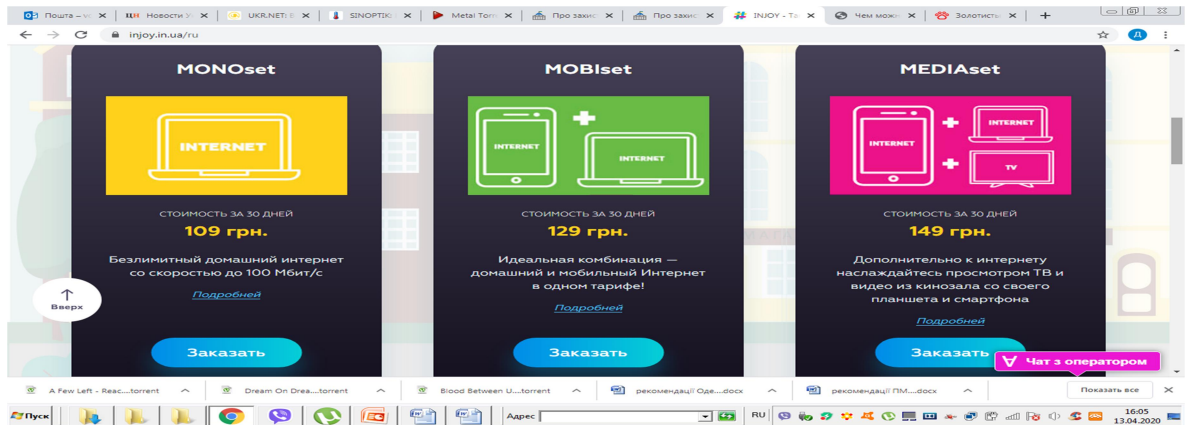 Пошта – v
Новости У
UKR.NET: Е
SINOPTIK:
Metal Torr
Про захис
Про захис
INJOY - Та
Чем може
Золотисты
injoy.in.ua/ru
Д
MONOset
INTERNET
СТОИМОСТЬ ЗА 30 ДНЕЙ
109 грн.
Безлимитный домашний интернет
со скоростью до 100 Мбит/с
Подробней
Заказать
MOBIset
INTERNET
INTERNET
СТОИМОСТЬ ЗА 30 ДНЕЙ
129 грн.
Идеальная комбинация —
домашний и мобильный Интернет
в одном тарифе!
Подробней
Заказать
MEDIAset
INTERNET
INTERNET
TV
СТОИМОСТЬ ЗА 30 ДНЕЙ
149 грн.
Дополнительно к интернету
наслаждайтесь просмотром ТВ и
видео из кинозала со своего
планшета и смартфона
Подробней
Заказать
Вверх
Чат з оператором
A Few Left - Reac....torrent
Dream On Drea....torrent
Blood Between U....torrent
рекомендації Оде....docx
рекомендації ПМ....docx
Показать все
Пуск
Адрес
RU
16:05
13.04.2020